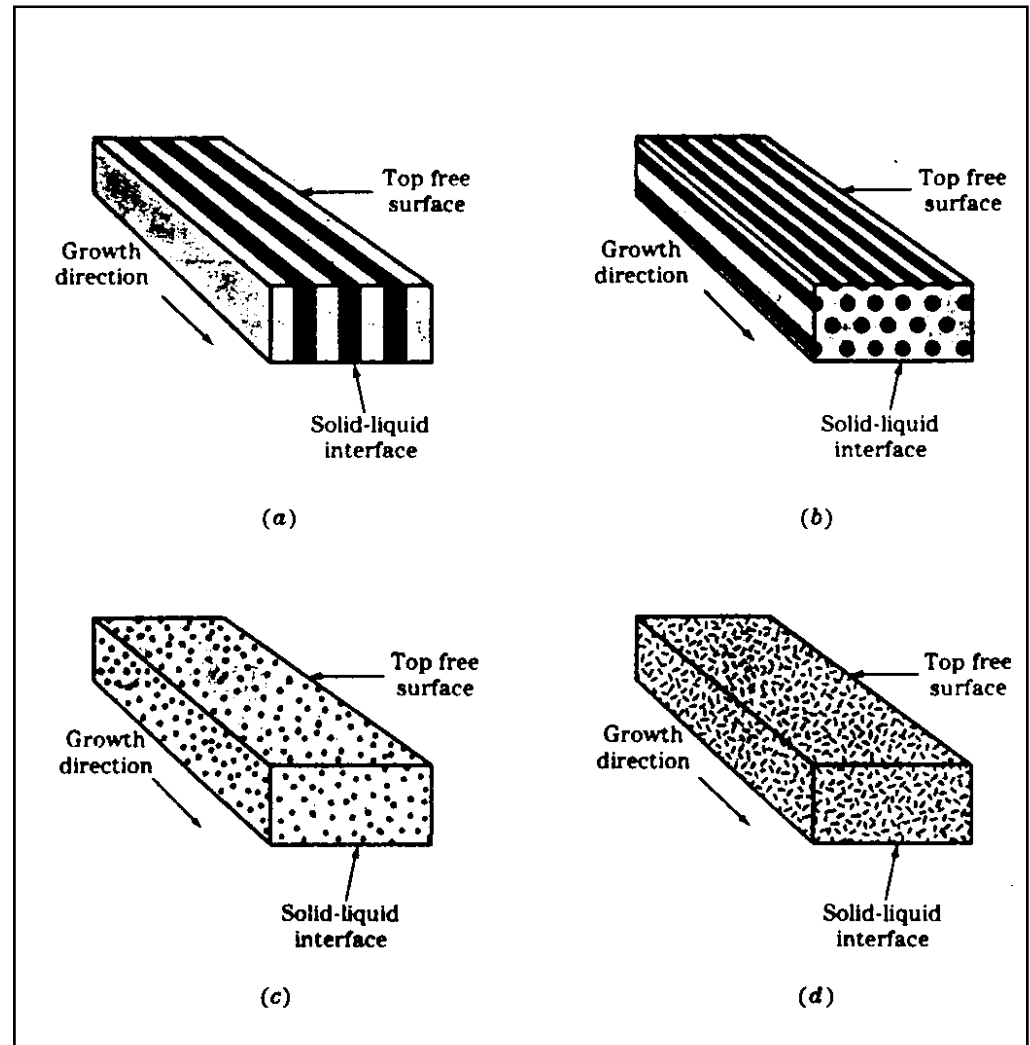 Top free
surface
Growth
direction
Solid-liquid
interface
(a)
Top free
surface
Growth
direction
Solid-liquid
interface
(b)
Top free
surface
Growth
direction
Solid-liquid
interface
(c)
Top free
surface
Growth
direction
Solid-liquid
interface
(d)